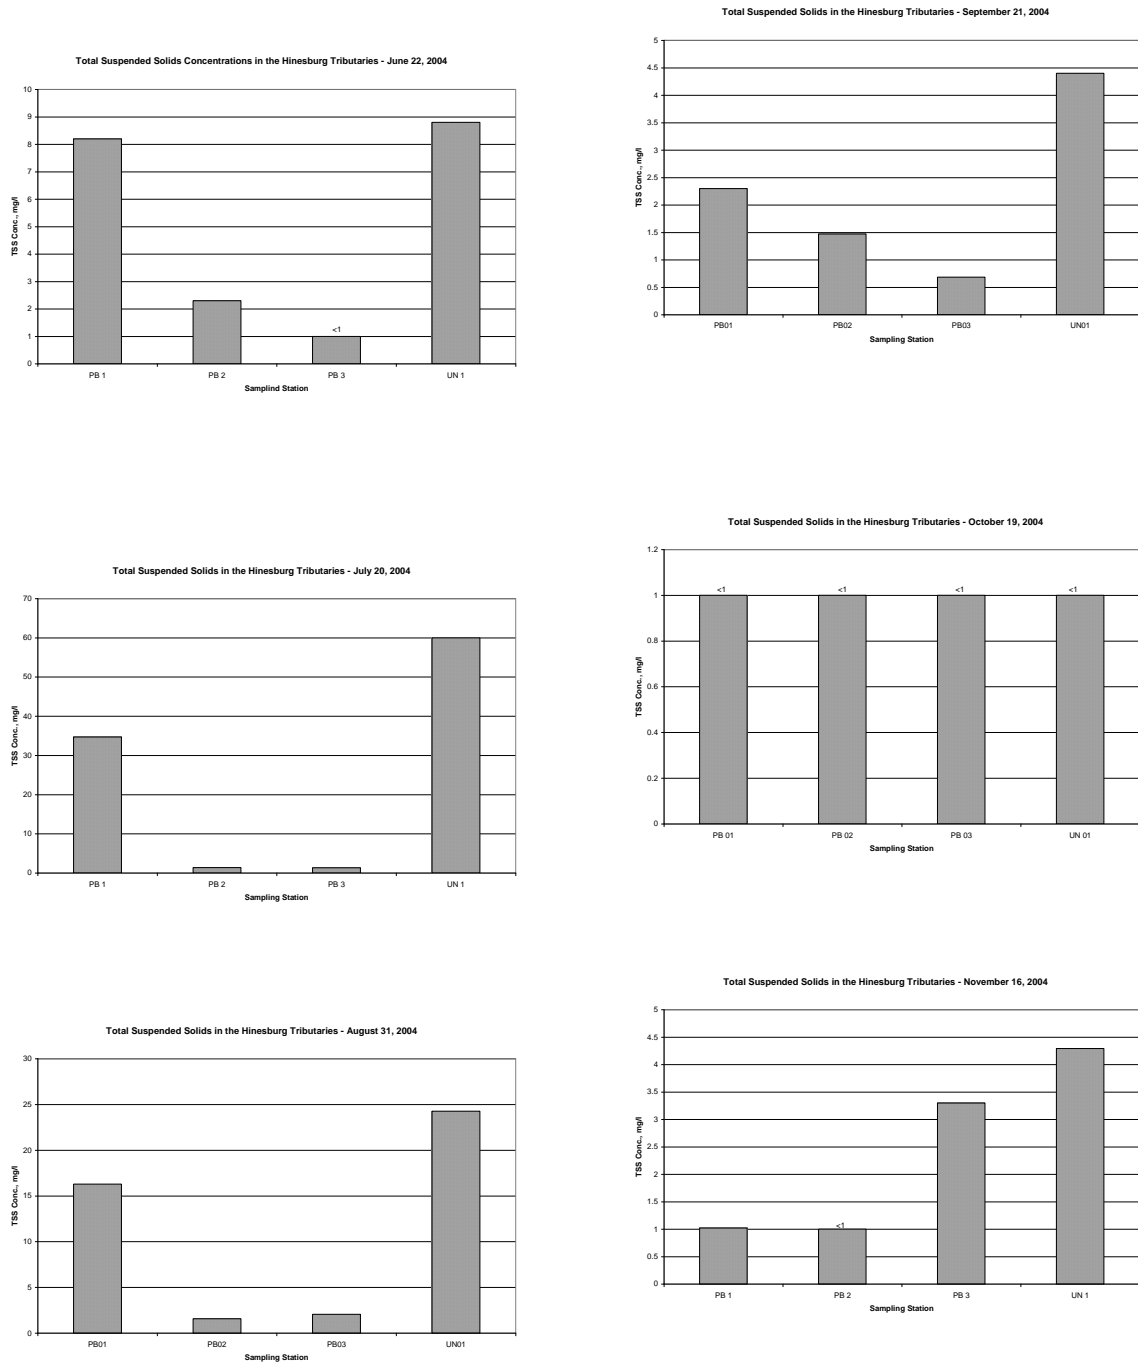 Total Suspended Solids Concentrations in the Hinesburg Tributaries - June 22, 2004
10
9
8
7
6
5
4
3
2
1
0
TSS Conc., mg/l
<1
PB 1 PB 2 PB 3 UN 1
Samplind Station
Total Suspended Solids in the Hinesburg Tributaries - July 20, 2004
70
60
50
40
30
20
10
0
TSS Conc., mg/l
PB 1 PB 2 PB 3 UN 1
Sampling Station
Total Suspended Solids in the Hinesburg Tributaries - August 31, 2004
30
25
20
15
10
5
0
TSS Conc., mg/l
PB01 PB02 PB03 UN01
Sampling Station
Total Suspended Solids in the Hinesburg Tributaries - September 21, 2004
5
4.5
4
3.5
3
2.5
2
1.5
1
0.5
0
TSS Conc., mg/l
PB01 PB02 PB03 UN01
Sampling Station
Total Suspended Solids in the Hinesburg Tributaries - October 19, 2004
1.2
1
0.8
0.6
0.4
0.2
0
TSS Conc., mg/l
<1 <1 <1 <1
PB 01 PB 02 PB 03 UN 01
Sampling Station
Total Suspended Solids in the Hinesburg Tributaries - November 16, 2004
5
4.5
4
3.5
3
2.5
2
1.5
1
0.5
0
TSS Conc., mg/l
<1
PB 1 PB 2 PB 3 UN 1
Sampling Station